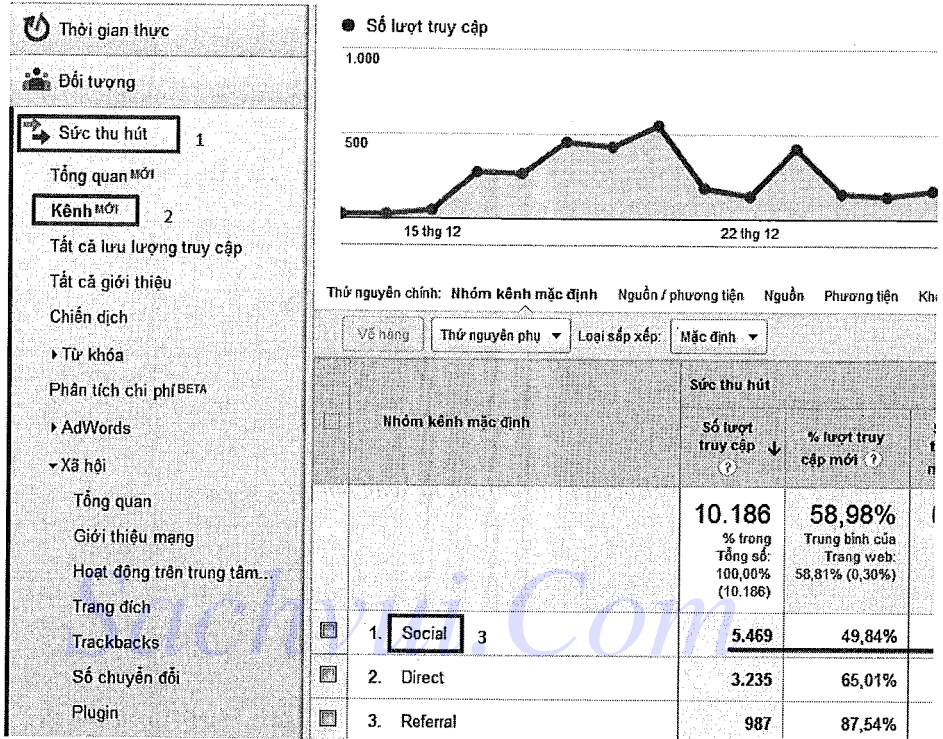 Thời gian thực
Đối tượng
Sức thu hút 1
Tổng quan MỚI
Kênh MỚI 2
Tất cả lưu lượng truy cập
Tất cả giới thiệu
Chiến dịch
Từ khóa
Phân tích chi phí BETA
AdWords
Xã hội
Tổng quan
Giới thiệu mạng
Hoạt động trên trung tâm...
Trang đích
Trackbacks
Số chuyển đổi
Plugin
Số lượt truy cập
1.000
500
15 thg 12
22 thg 12
Thứ nguyên chính: Nhóm kênh mặc định Nguồn / phương tiện Nguồn Phương tiện
Vẽ hàng Thứ nguyên phụ Loại sắp xếp: Mặc định
Sức thu hút
Nhóm kênh mặc định
Số lượt truy cập ?
% lượt truy cập mới ?
10.186
% trong
Tổng số:
100,00%
(10.186)
58,98%
Trung bình của
Trang web:
58,81% (0,30%)
1. Social 3 5.469 49,84%
2. Direct 3.235 65,01%
3. Referral 987 87,54%
Sachvui.Com